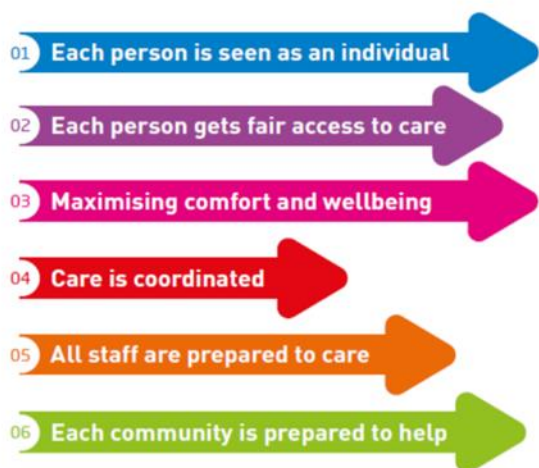 01 Each person is seen as an individual
02 Each person gets fair access to care
03 Maximising comfort and wellbeing
04 Care is coordinated
05 All staff are prepared to care
06 Each community is prepared to help